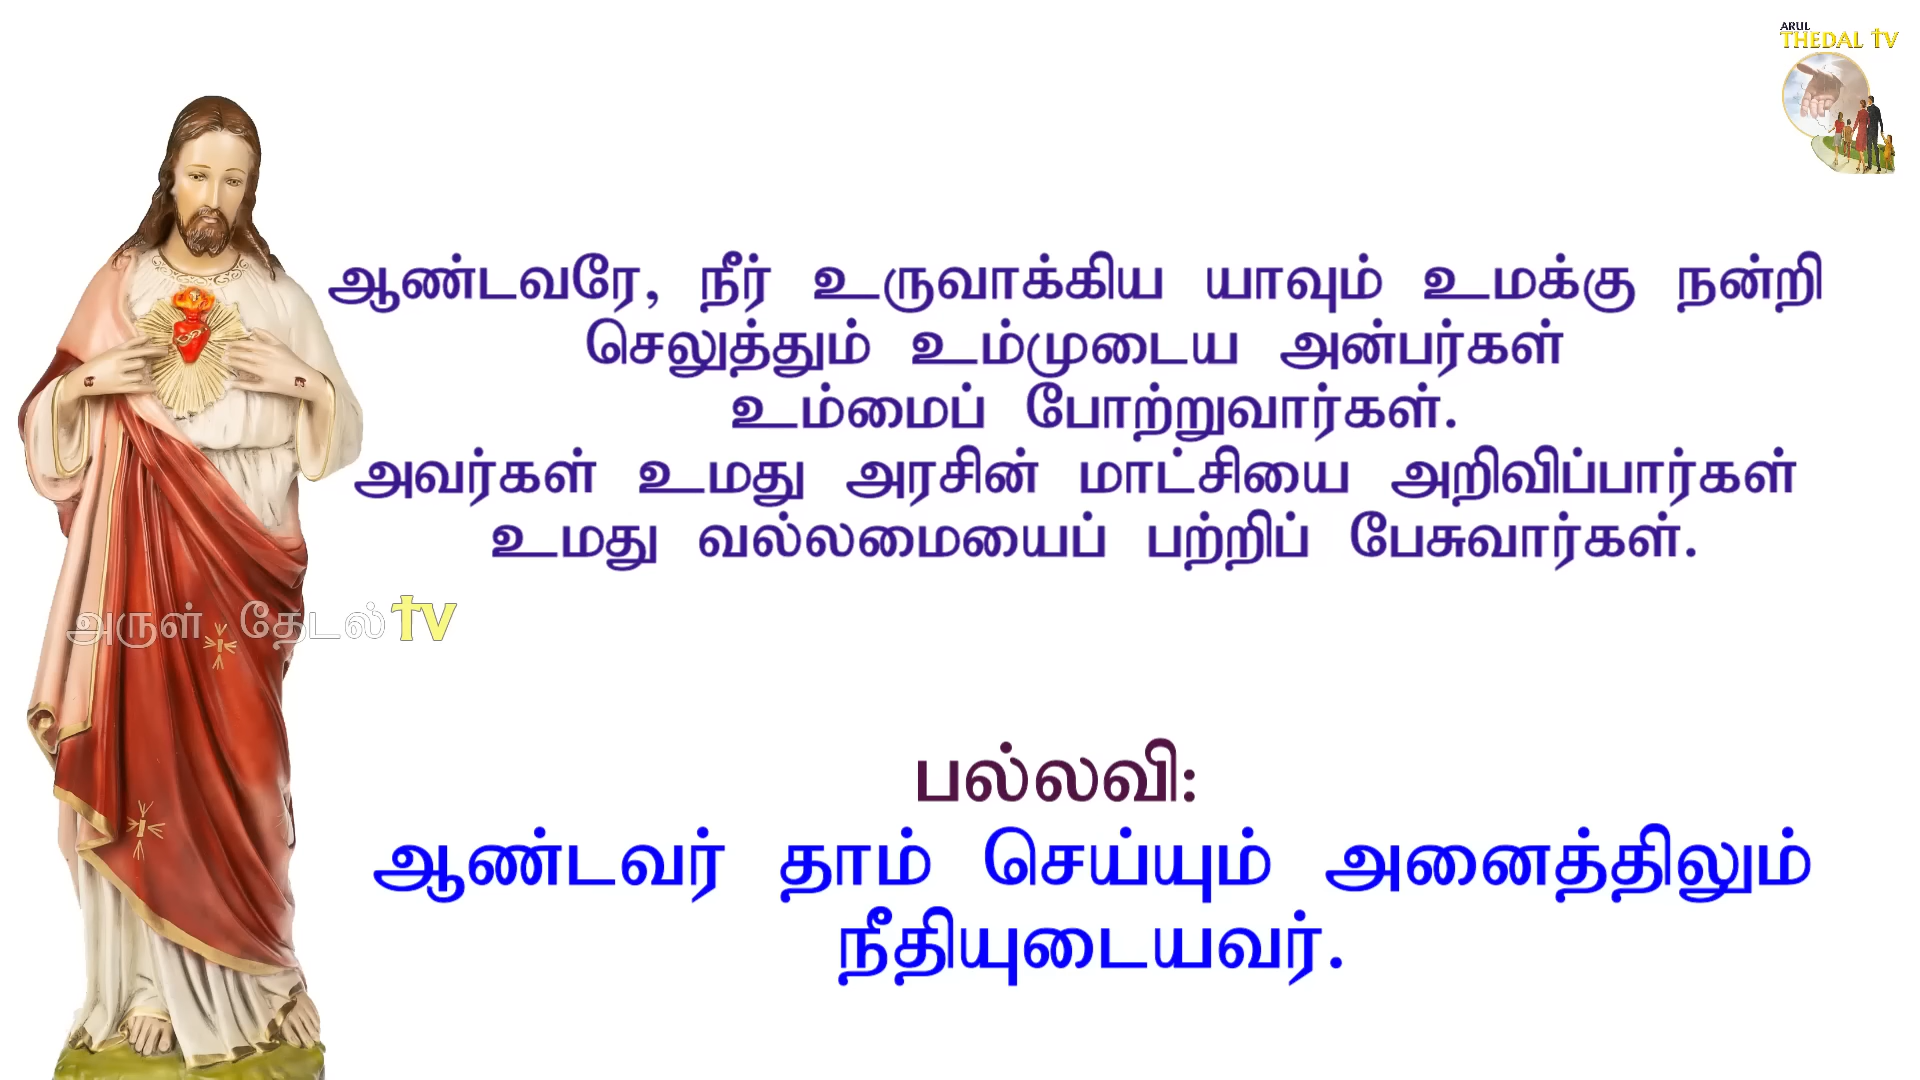 ARUL
THEDAL TV
ஆண்டவரே, நீர் உருவாக்கிய யாவும் உமக்கு நன்றி
செலுத்தும் உம்முடைய அன்பர்கள்
உம்மைப் போற்றுவார்கள்.
அவர்கள் உமது அரசின் மாட்சியை அறிவிப்பார்கள்
உமது வல்லமையைப் பற்றிப் பேசுவார்கள்.
அருள் தேடல் TV
பல்லவி:
ஆண்டவர் தாம் செய்யும் அனைத்திலும்
நீதியுடையவர்.